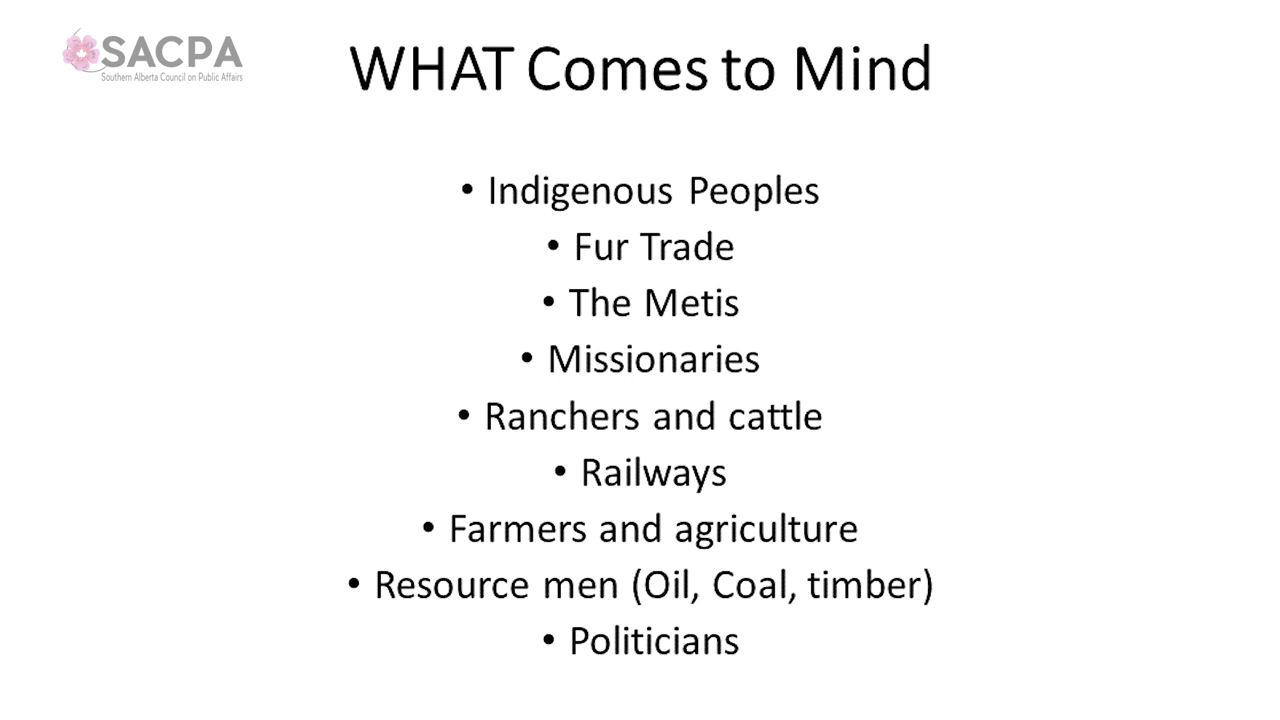 SACPA
Southern Alberta Council on Public Affairs
WHAT Comes to Mind
• Indigenous Peoples
• Fur Trade
• The Metis
• Missionaries
• Ranchers and cattle
• Railways
• Farmers and agriculture
• Resource men (Oil, Coal, timber)
• Politicians